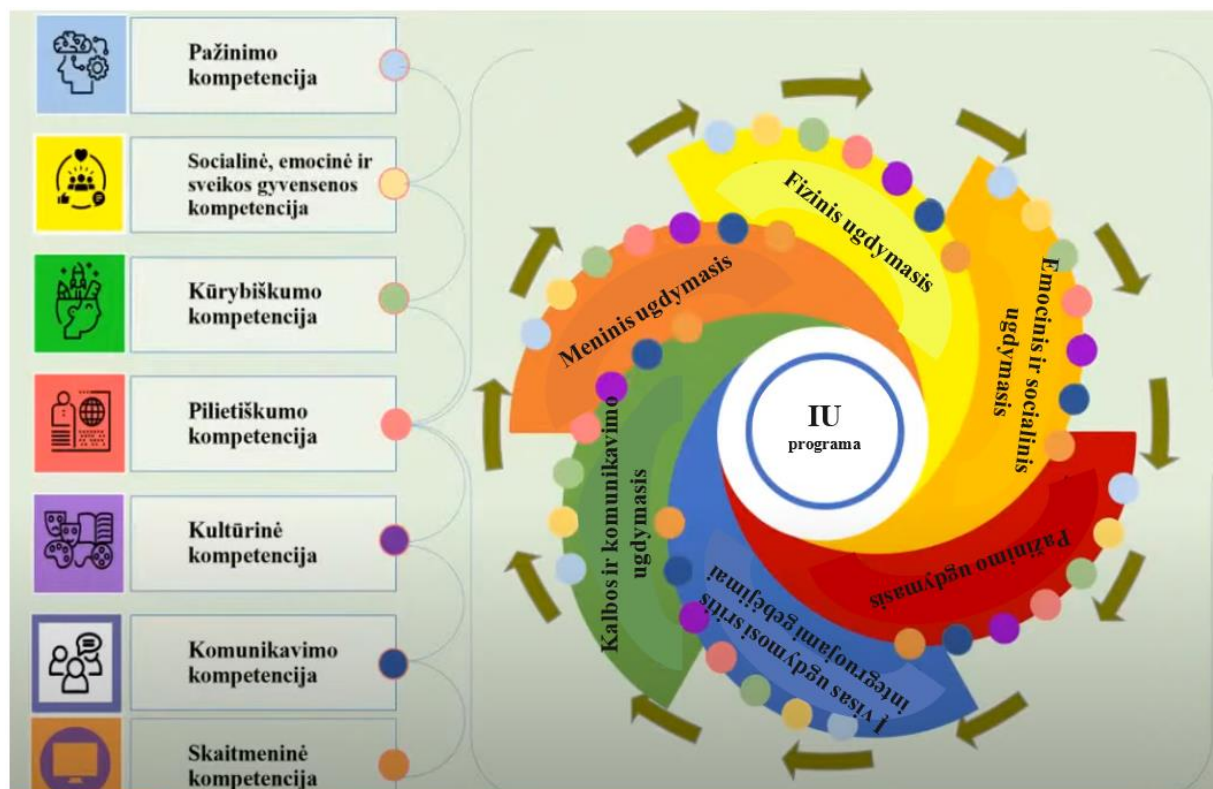 Pažinimo
kompetencija
Socialinė, emocinė ir
sveikos gyvensenos
kompetencija
Kūrybiškumo
kompetencija
Pilietiškumo
kompetencija
Kultūrinė
kompetencija
Komunikavimo
kompetencija
Skaitmeninė
kompetencija
Fizinis ugdymasis
Emocinis ir socialinis
ugdymasis
Pažinimo ugdymasis
Į visas ugdymosi sritis
integruojami gebėjimai
Kalbos ir komunikavimo
ugdymasis
Meninis ugdymasis
IU
programa